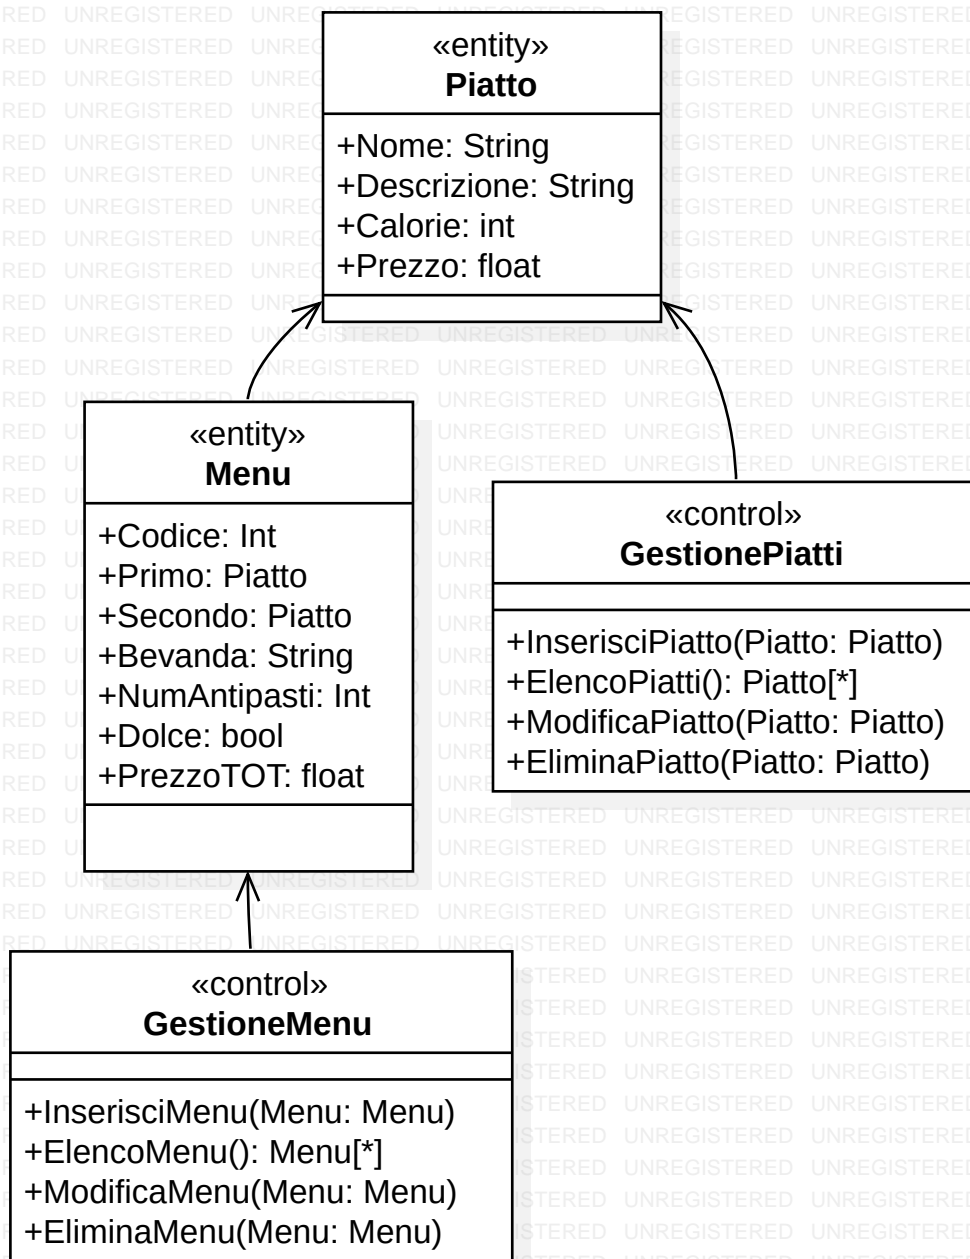 «entity»
Piatto
+Nome: String
+Descrizione: String
+Calorie: int
+Prezzo: float
«entity»
Menu
+Codice: Int
+Primo: Piatto
+Secondo: Piatto
+Bevanda: String
+NumAntipasti: Int
+Dolce: bool
+PrezzoTOT: float
«control»
GestionePiatti
+InserisciPiatto(Piatto: Piatto)
+ElencoPiatti(): Piatto[*]
+ModificaPiatto(Piatto: Piatto)
+EliminaPiatto(Piatto: Piatto)
«control»
GestioneMenu
+InserisciMenu(Menu: Menu)
+ElencoMenu(): Menu[*]
+ModificaMenu(Menu: Menu)
+EliminaMenu(Menu: Menu)
UNREGISTERED